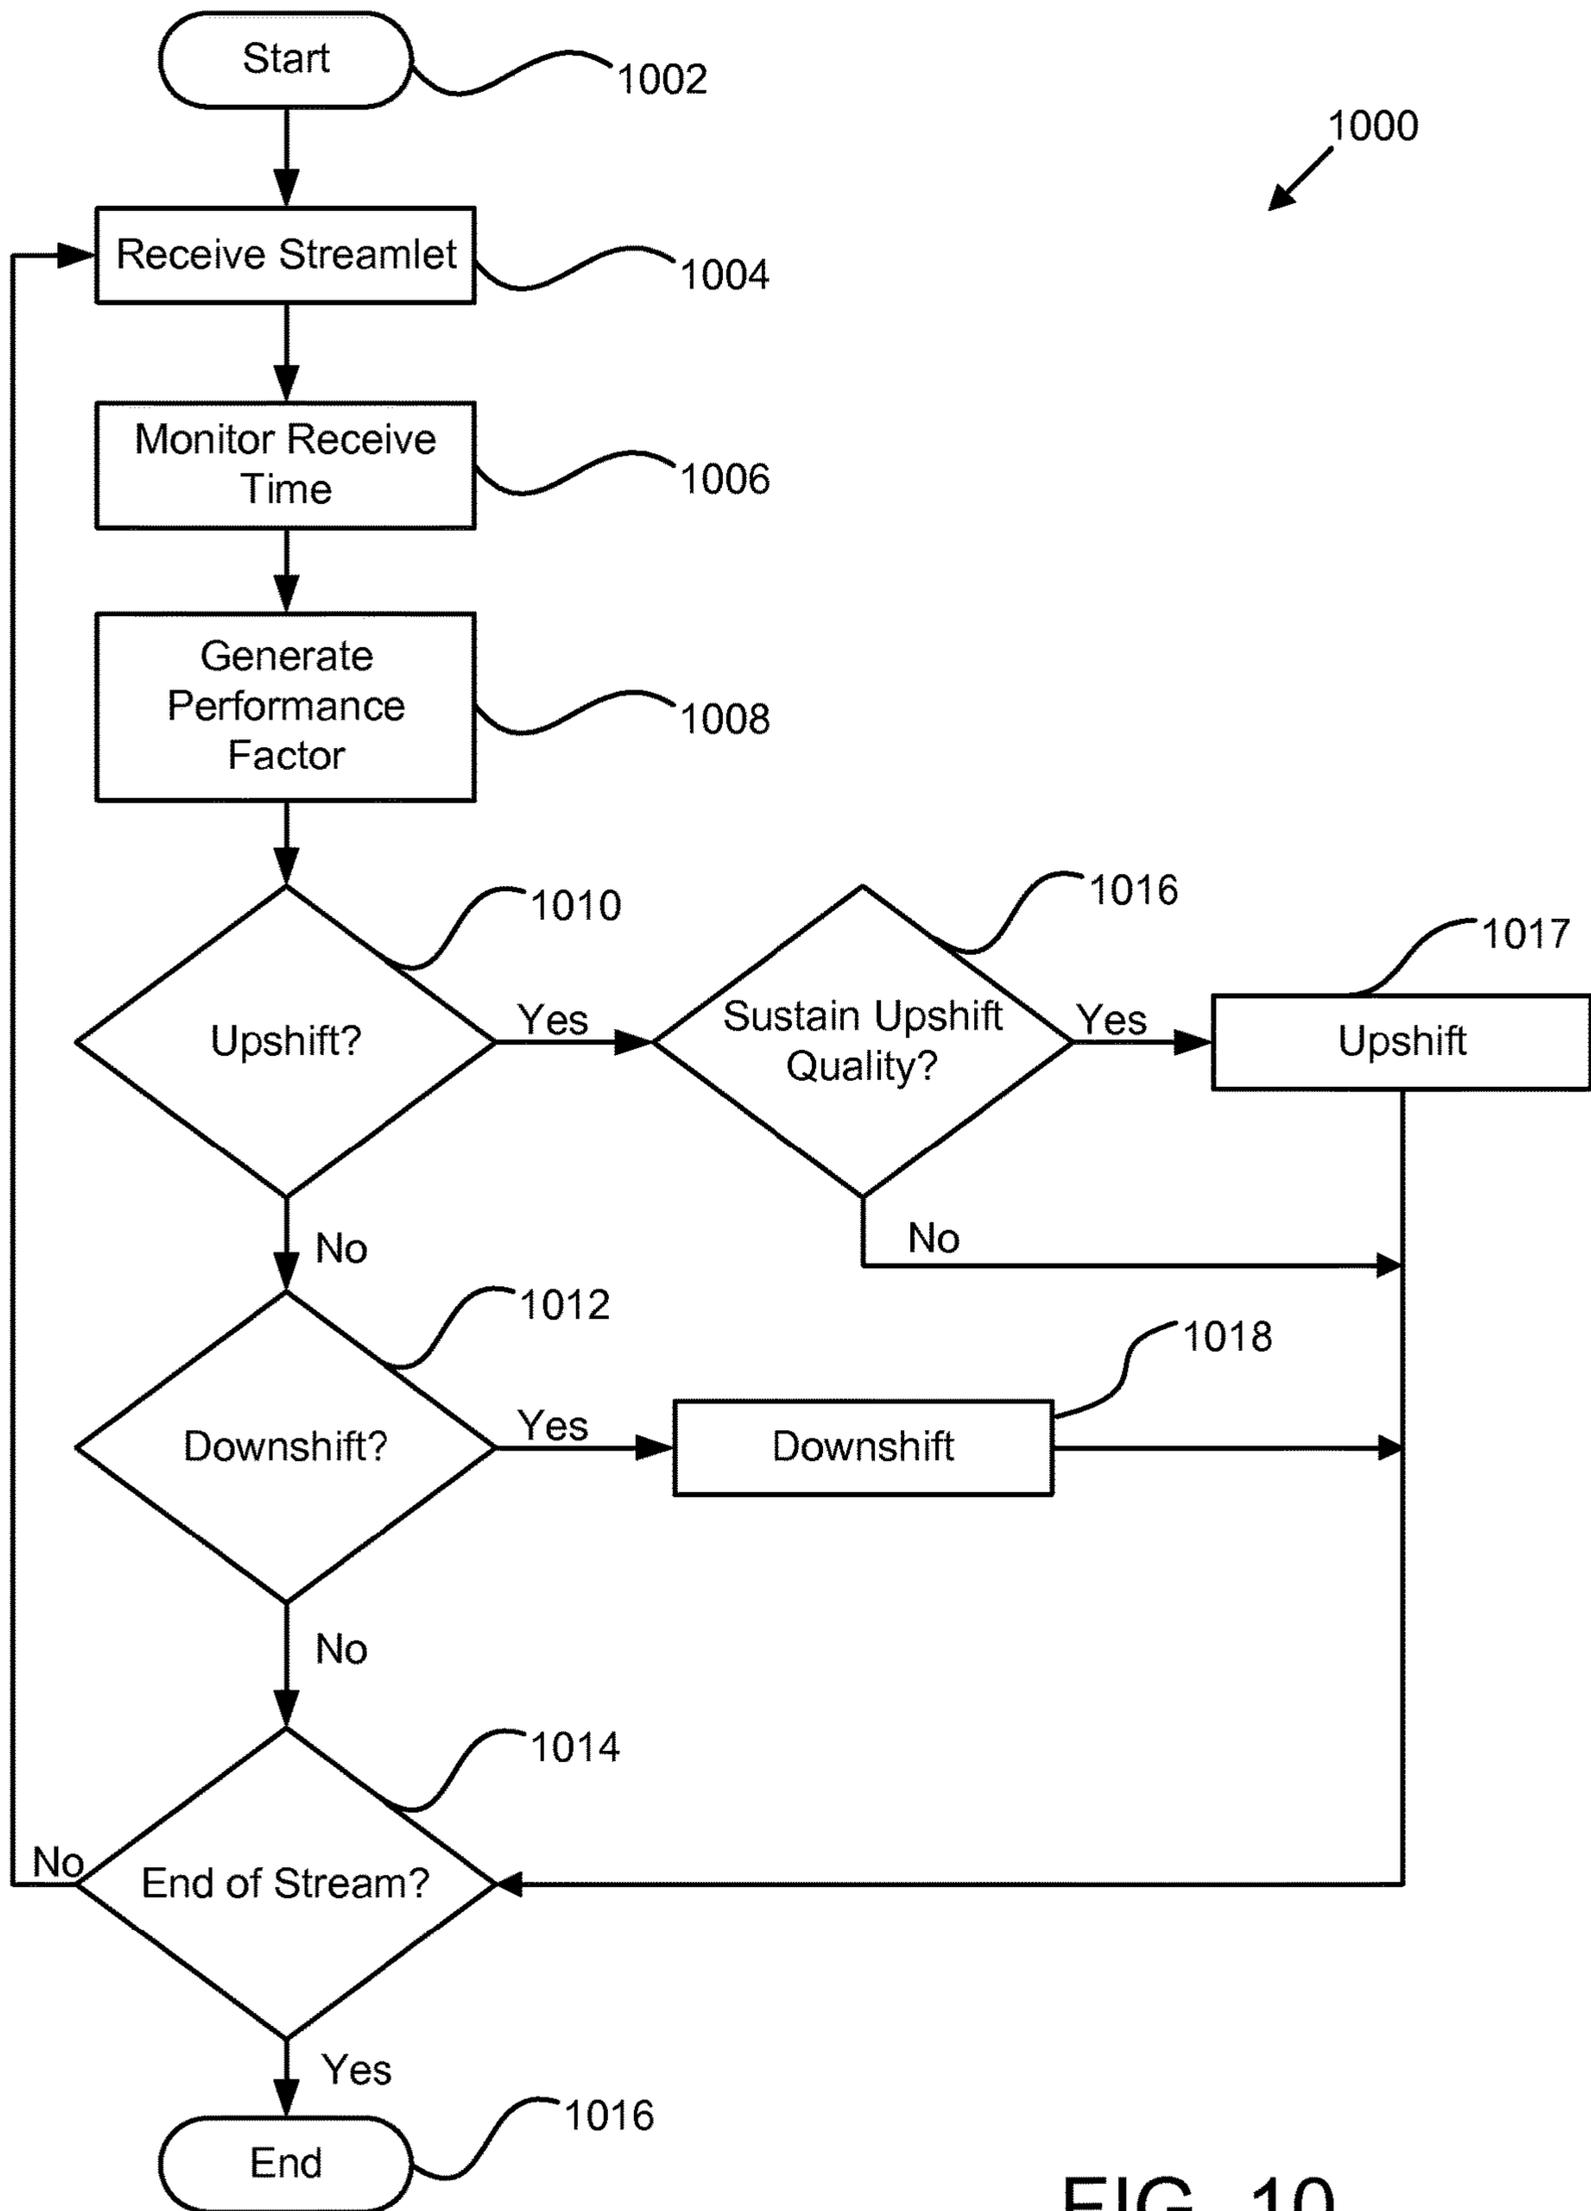 Start
1002
1000
Receive Streamlet
1004
Monitor Receive
Time
1006
Generate
Performance
Factor
1008
1010
1016
1017
Upshift?
Yes
Sustain Upshift
Quality?
Yes
Upshift
No
No
1012
1018
Downshift?
Yes
Downshift
No
1014
No
End of Stream?
Yes
1016
End
FIG. 10